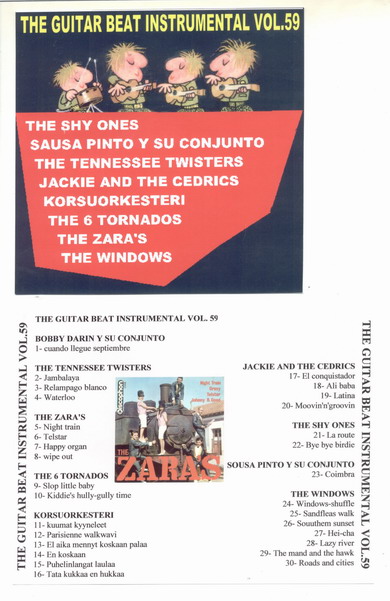 THE GUITAR BEAT INSTRUMENTAL VOL.59
THE SHY ONES
SAUSA PINTO Y SU CONJUNTO
THE TENNESSEE TWISTERS
JACKIE AND THE CEDRICS
KORSUORKESTERI
THE 6 TORNADOS
THE ZARA'S
THE WINDOWS
THE GUITAR BEAT INSTRUMENTAL VOL.59
THE GUITAR BEAT INSTRUMENTAL VOL. 59
BOBBY DARIN Y SU CONJUNTO
1- cuando llegue septiembre
THE TENNESSEE TWISTERS
2- Jambalaya
3- Relampago blanco
4- Waterloo
THE ZARA'S
5- Night train
6- Telstar
7- Happy organ
8- wipe out
THE 6 TORNADOS
9- Slop little baby
10- Kiddie's hully-gully time
KORSUORKESTERI
11- kuumat kyyneleet
12- Parisienne walkwavi
13- El aika mennyt koskaan palaa
14- En koskaan
15- Puhelinlangat laulavi
16- Tata kukkaa en hukkaa
discophon
Night Train
Telstar
THE
ZARA'S
JACKIE AND THE CEDRICS
17- El conquistador
18- Ali baba
19- Latina
20- Moovin'n'groovin
THE SHY ONES
21- La route
22- Bye bye birdie
SOUSA PINTO Y SU CONJUNTO
23- Coimbra
THE WINDOWS
24- Windows-shuffle
25- Sandfleas walk
26- Souuthem sunset
27- Hei-cha
28- Lazy river
29- The mand and the hawk
30- Roads and cities
THE GUITAR BEAT INSTRUMENTAL VOL.59